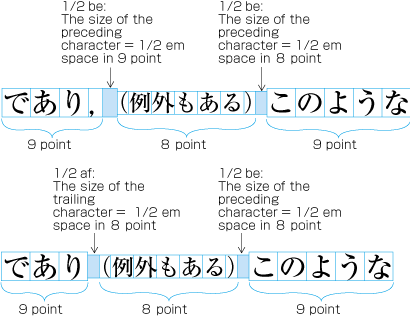 1/2 be:
The size of the
preceding
character = 1/2 em
space in 9 point
1/2 be:
The size of the
preceding
character = 1/2 em
space in 8 point
であり，（例外もある）このような
9 point
8 point
9 point
1/2 af:
The size of the
trailing
character = 1/2 em
space in 8 point
1/2 be:
The size of the
preceding
character = 1/2 em
space in 8 point
であり（例外もある）このような
9 point
8 point
9 point